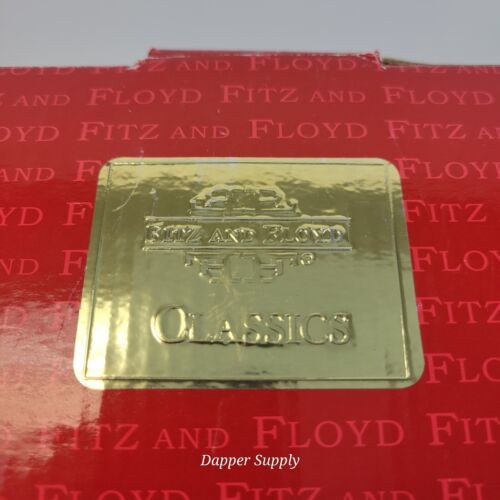 FITZ AND FLOYD FITZ AND FLOYD
AND FLOYD FITZ AND FLOYD FITZ AND
FITZ AND FLOYD FITZ AND FLOYD
FITZ AND FLOYD
CLASSICS
FLOYD
FITZ
FLOYD
FITZ
FLOYD
AND FITZ AND FLOYD FITZ
Dapper Supply